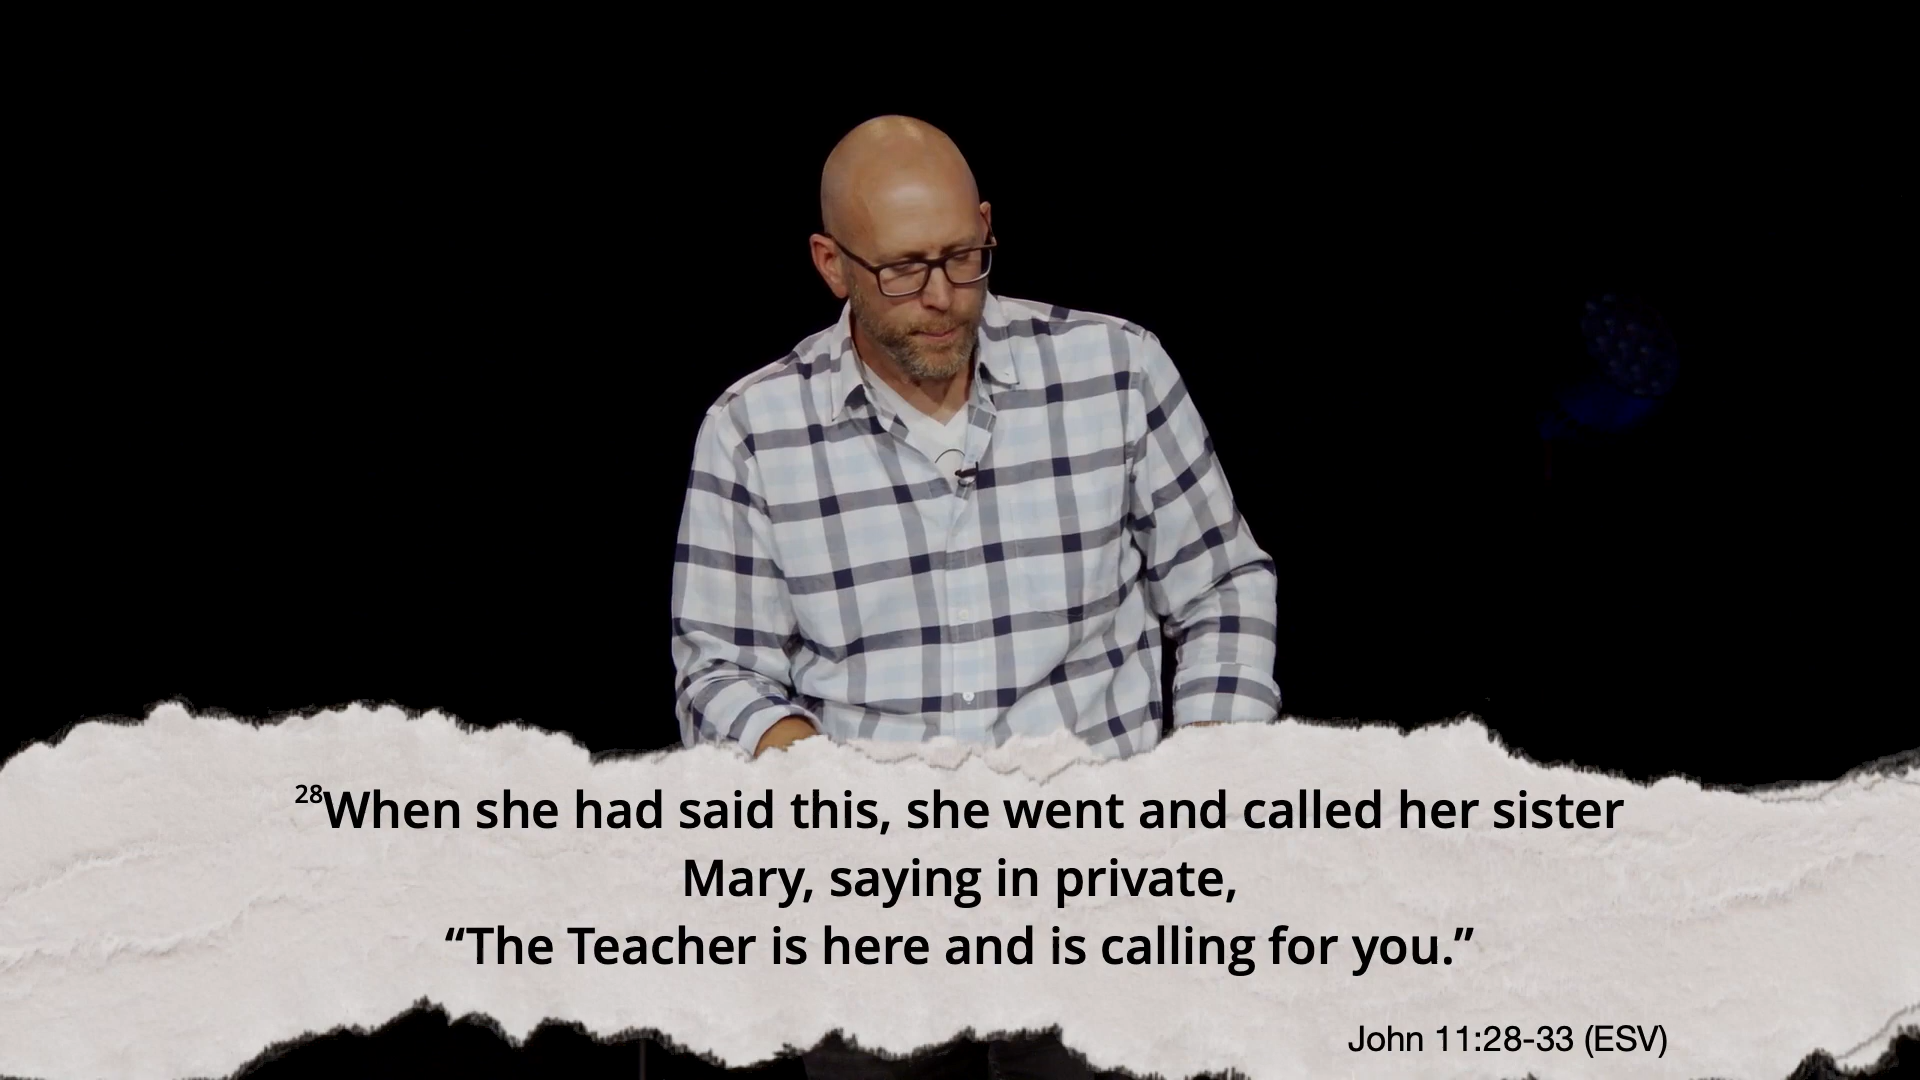 28When she had said this, she went and called her sister
Mary, saying in private,
“The Teacher is here and is calling for you.”
John 11:28-33 (ESV)